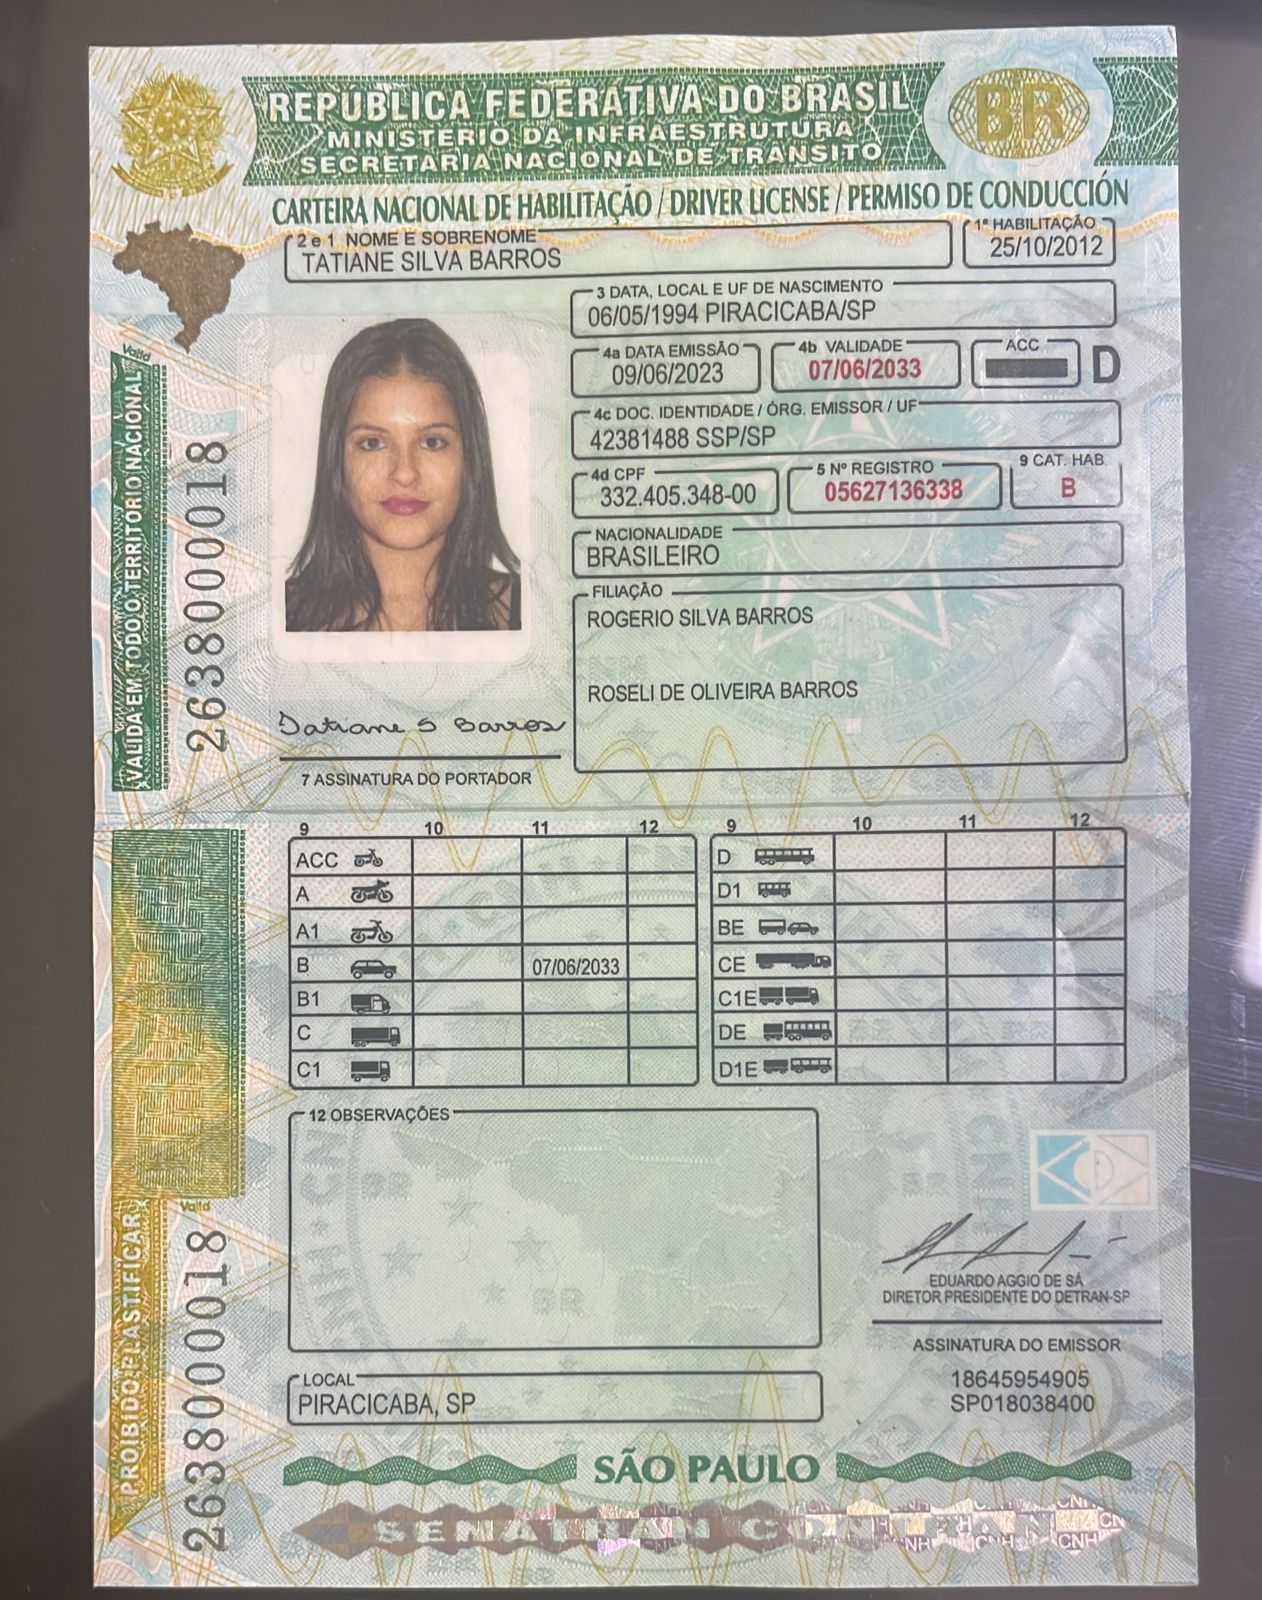 REPÚBLICA FEDERATIVA DO BRASIL
MINISTÉRIO DA INFRAESTRUTURA
SECRETARIA NACIONAL DE TRÂNSITO
BR
CARTEIRA NACIONAL DE HABILITAÇÃO / DRIVER LICENSE / PERMISO DE CONDUCCIÓN
2 e 1 NOME E SOBRENOME
TATIANE SILVA BARROS
1ª HABILITAÇÃO
25/10/2012
3 DATA, LOCAL E UF DE NASCIMENTO
06/05/1994 PIRACICABA/SP
4a DATA EMISSÃO
09/06/2023
4b VALIDADE
07/06/2033
ACC
D
4c DOC. IDENTIDADE / ÓRG. EMISSOR / UF
42381488 SSP/SP
4d CPF
332.405.348-00
5 Nº REGISTRO
05627136338
9 CAT. HAB.
B
NACIONALIDADE
BRASILEIRO
FILIAÇÃO
ROGERIO SILVA BARROS
ROSELI DE OLIVEIRA BARROS
Valid
VÁLIDA EM TODO O TERRITÓRIO NACIONAL
2638000018
Tatiane S Barros
7 ASSINATURA DO PORTADOR
9 10 11 12
ACC
A
A1
B 07/06/2033
B1
C
C1
9 10 11 12
D
D1
BE
CE
C1E
DE
D1E
12 OBSERVAÇÕES
Valid
PROIBIDO PLASTIFICAR
2638000018
EDUARDO AGGIO DE SÁ
DIRETOR PRESIDENTE DO DETRAN-SP
ASSINATURA DO EMISSOR
18645954905
SP018038400
LOCAL
PIRACICABA, SP
SÃO PAULO
SENATRAN CONTRAN
CNH